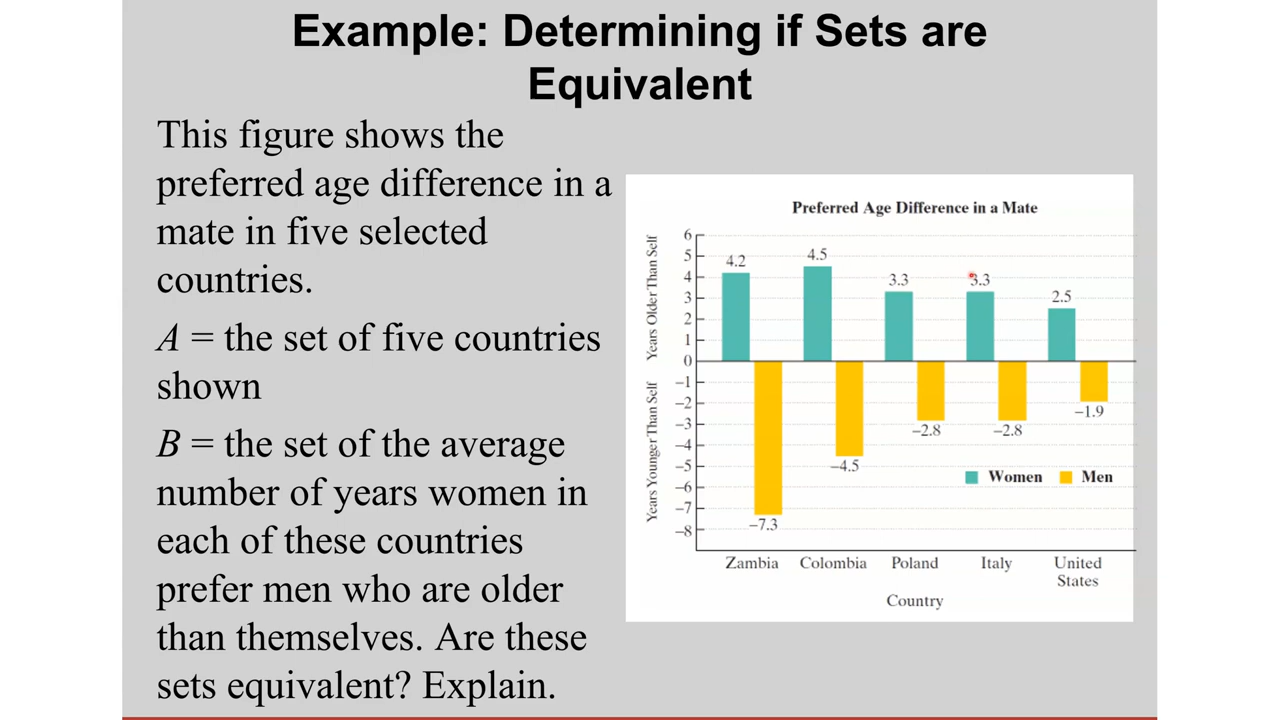 Example: Determining if Sets are
Equivalent
This figure shows the
preferred age difference in a
mate in five selected
countries.
A = the set of five countries
shown
B = the set of the average
number of years women in
each of these countries
prefer men who are older
than themselves. Are these
sets equivalent? Explain.
Preferred Age Difference in a Mate
Years Older Than Self
Years Younger Than Self
6
5
4
3
2
1
0
−1
−2
−3
−4
−5
−6
−7
−8
4.2
4.5
3.3
3.3
2.5
−7.3
−4.5
−2.8
−2.8
−1.9
Women Men
Zambia Colombia Poland Italy United
States
Country